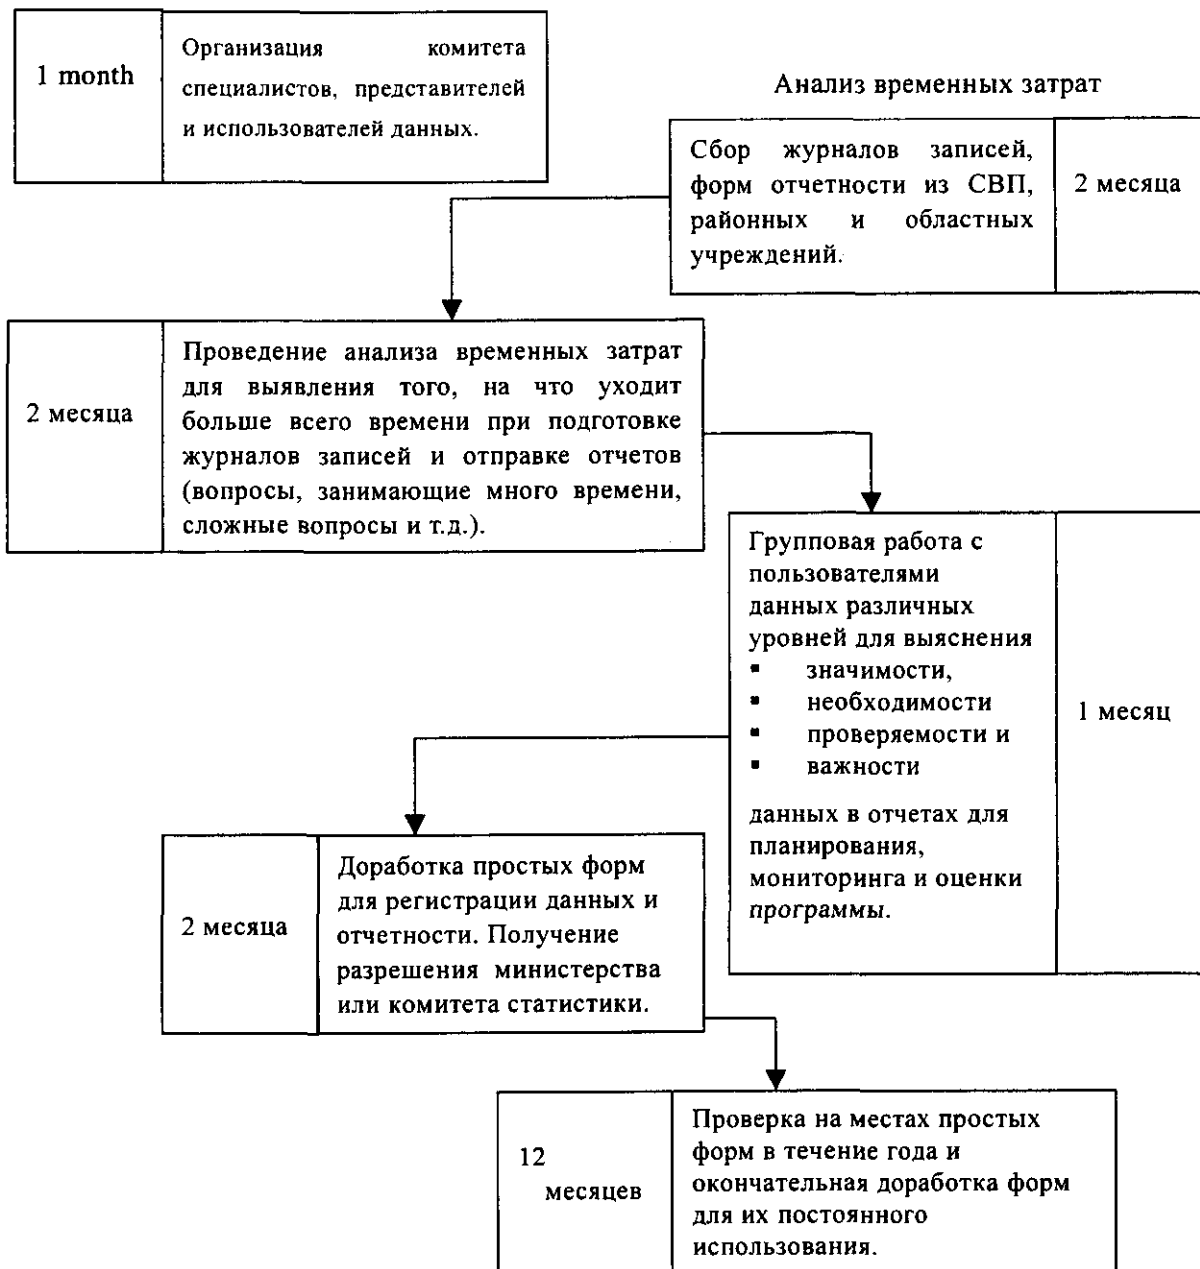 1 month
Организация комитета
специалистов, представителей
и использователей данных.
Анализ временных затрат
Сбор журналов записей,
форм отчетности из СВП,
районных и областных
учреждений.
2 месяца
2 месяца
Проведение анализа временных затрат
для выявления того, на что уходит
больше всего времени при подготовке
журналов записей и отправке отчетов
(вопросы, занимающие много времени,
сложные вопросы и т.д.).
Групповая работа с
пользователями
данных различных
уровней для выяснения
▪ значимости,
▪ необходимости
▪ проверяемости и
▪ важности
данных в отчетах для
планирования,
мониторинга и оценки
программы.
1 месяц
2 месяца
Доработка простых форм
для регистрации данных и
отчетности. Получение
разрешения министерства
или комитета статистики.
12
месяцев
Проверка на местах простых
форм в течение года и
окончательная доработка форм
для их постоянного
использования.